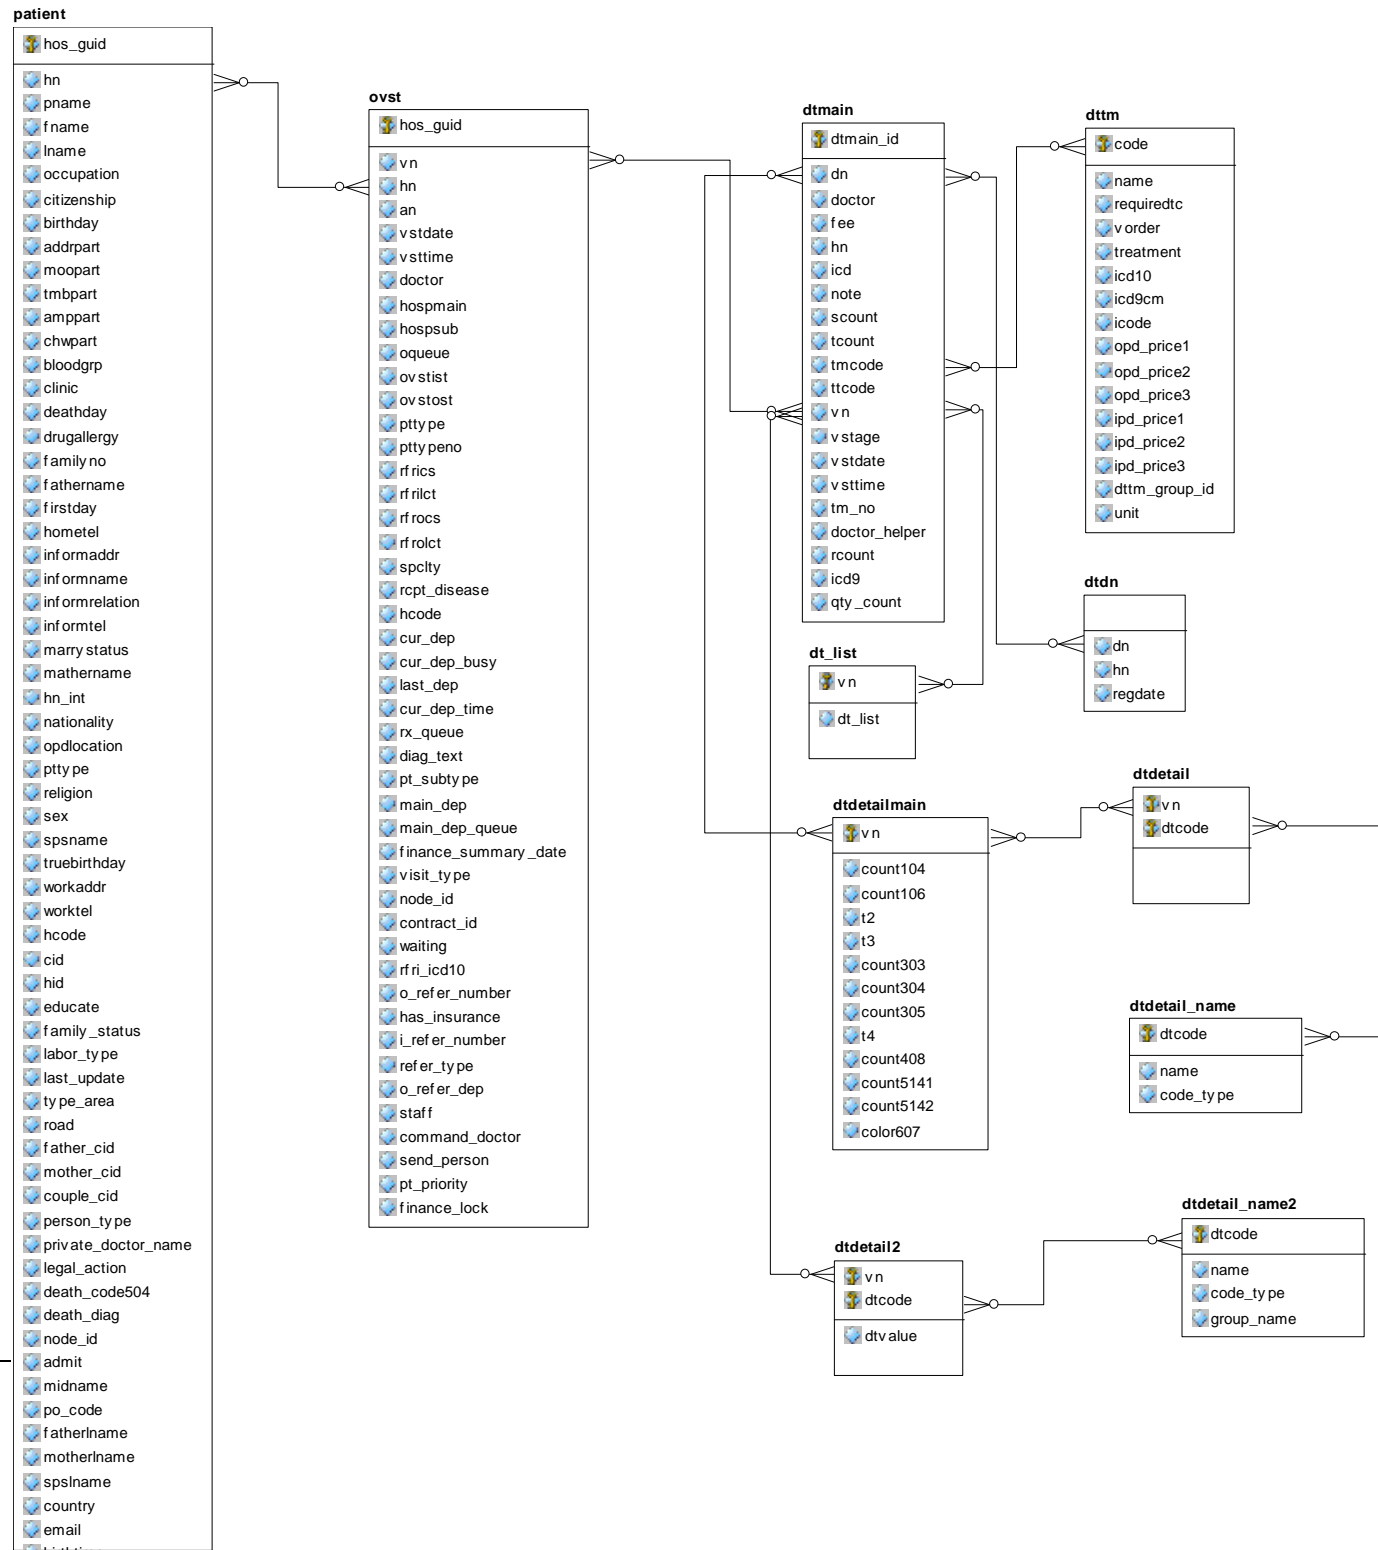 patient
hos_guid
hn
pname
fname
lname
occupation
citizenship
birthday
addrpart
moopart
tmbpart
amppart
chwpart
bloodgrp
clinic
deathday
drugallergy
familyno
fathername
firstday
hometel
informaddr
informname
informrelation
informtel
marrystatus
mathername
hn_int
nationality
opdlocation
pttype
religion
sex
spsname
truebirthday
workaddr
worktel
hcode
cid
hid
educate
family_status
labor_type
last_update
type_area
road
father_cid
mother_cid
couple_cid
person_type
private_doctor_name
legal_action
death_code504
death_diag
node_id
admit
midname
po_code
fatherlname
motherlname
spslname
country
email
ovst
hos_guid
vn
hn
an
vstdate
vsttime
doctor
hospmain
hospsub
oqueue
ovstist
ovstost
pttype
pttypeno
rfrics
rfrilct
rfrocs
rfrolct
spclty
rcpt_disease
hcode
cur_dep
cur_dep_busy
last_dep
cur_dep_time
rx_queue
diag_text
pt_subtype
main_dep
main_dep_queue
finance_summary_date
visit_type
node_id
contract_id
waiting
rfri_icd10
o_refer_number
has_insurance
i_refer_number
refer_type
o_refer_dep
staff
command_doctor
send_person
pt_priority
finance_lock
dtmain
dtmain_id
dn
doctor
fee
hn
icd
note
scount
tcount
tmcode
ttcode
vn
vstage
vstdate
vsttime
tm_no
doctor_helper
rcount
icd9
qty_count
dttm
code
name
requiredtc
vorder
treatment
icd10
icd9cm
icode
opd_price1
opd_price2
opd_price3
ipd_price1
ipd_price2
ipd_price3
dttm_group_id
unit
dtdn
dn
hn
regdate
dt_list
vn
dt_list
dtdetailmain
vn
count104
count106
t2
t3
count303
count304
count305
t4
count408
count5141
count5142
color607
dtdetail
vn
dtcode
dtdetail_name
dtcode
name
code_type
dtdetail2
vn
dtcode
dtvalue
dtdetail_name2
dtcode
name
code_type
group_name